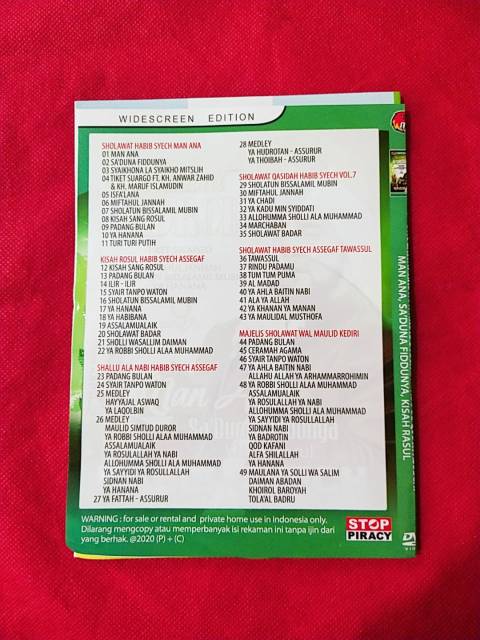 WIDESCREEN EDITION
SHOLAWAT HABIB SYECH MAN ANA
01 MAN ANA
02 SA'DUNA FIDDUNYA
03 SYAIKHONA LA SYAIKHO MITSLIH
04 TIKET SUARGO FT. KH. ANWAR ZAHID
& KH. MARUF ISLAMUDIN
05 ISFA'LANA
06 MIFTAHUL JANNAH
07 SHOLATUN BISSALAMIL MUBIN
08 KISAH SANG ROSUL
09 PADANG BULAN
10 YA HANANA
11 TURI TURI PUTIH
KISAH ROSUL HABIB SYECH ASSEGAF
12 KISAH SANG ROSUL
13 PADANG BULAN
14 ILIR - ILIR
15 SYAIR TANPO WATON
16 SHOLATUN BISSALAMIL MUBIN
17 YA HANANA
18 YA HABIBANA
19 ASSALAMUALAIK
20 SHOLAWAT BADAR
21 SHOLLI WASALLIM DAIMAN
22 YA ROBBI SHOLLI ALAA MUHAMMAD
SHALLU ALA NABI HABIB SYECH ASSEGAF
23 PADANG BULAN
24 SYAIR TANPO WATON
25 MEDLEY
HAYYAJAL ASWAQ
YA LAQOLBIN
26 MEDLEY
MAULID SIMTUD DUROR
YA ROBBI SHOLLI ALAA MUHAMMAD
ASSALAMUALAIK
YA ROSULALLAH YA NABI
ALLOHUMMA SHOLLI ALAA MUHAMMAD
YA SAYYIDI YA ROSULALLAH
SIDNAN NABI
YA HANANA
27 YA FATTAH - ASSURUR
28 MEDLEY
YA HUDROTAN - ASSURUR
YA THOIBAH - ASSURUR
SHOLAWAT QASIDAH HABIB SYECH VOL.7
29 SHOLATUN BISSALAMIL MUBIN
30 MIFTAHUL JANNAH
31 YA CHADI
32 YA KADU MIN SYIDDATI
33 ALLOHUMMA SHOLLI ALA MUHAMMAD
34 MARCHABAN
35 SHOLAWAT BADAR
SHOLAWAT HABIB SYECH ASSEGAF TAWASSUL
36 TAWASSUL
37 RINDU PADAMU
38 TUM TUM PUMA
39 AL MADAD
40 YA AHLA BAITIN NABI
41 ALA YA ALLAH
42 YA KHANAN YA MANAN
43 YA MAULIDAL MUSTHOFA
MAJELIS SHOLAWAT WAL MAULID KEDIRI
44 PADANG BULAN
45 CERAMAH AGAMA
46 SYAIR TANPO WATON
47 YA AHLA BAITIN NABI
ALLAHU ALLAH YA ARHAMMARROHIMIN
48 YA ROBBI SHOLLI ALAA MUHAMMAD
ASSALAMUALAIK
YA ROSULALLAH YA NABI
ALLOHUMMA SHOLLI ALAA MUHAMMAD
YA SAYYIDI YA ROSULALLAH
SIDNAN NABI
YA BADROTIN
QOD KAFANI
ALFA SHILALLAH
YA HANANA
49 MAULANA YA SOLLI WA SALIM
DAIMAN ABADAN
KHOIROL BAROYAH
TOLA'AL BADRU
WARNING : for sale or rental and private home use in Indonesia only.
Dilarang mengcopy atau memperbanyak isi rekaman ini tanpa ijin dari
yang berhak. @2020 (P) + (C)
STOP
PIRACY
MAN ANA, SA'DUNA FIDDUNYA, KISAH RASUL